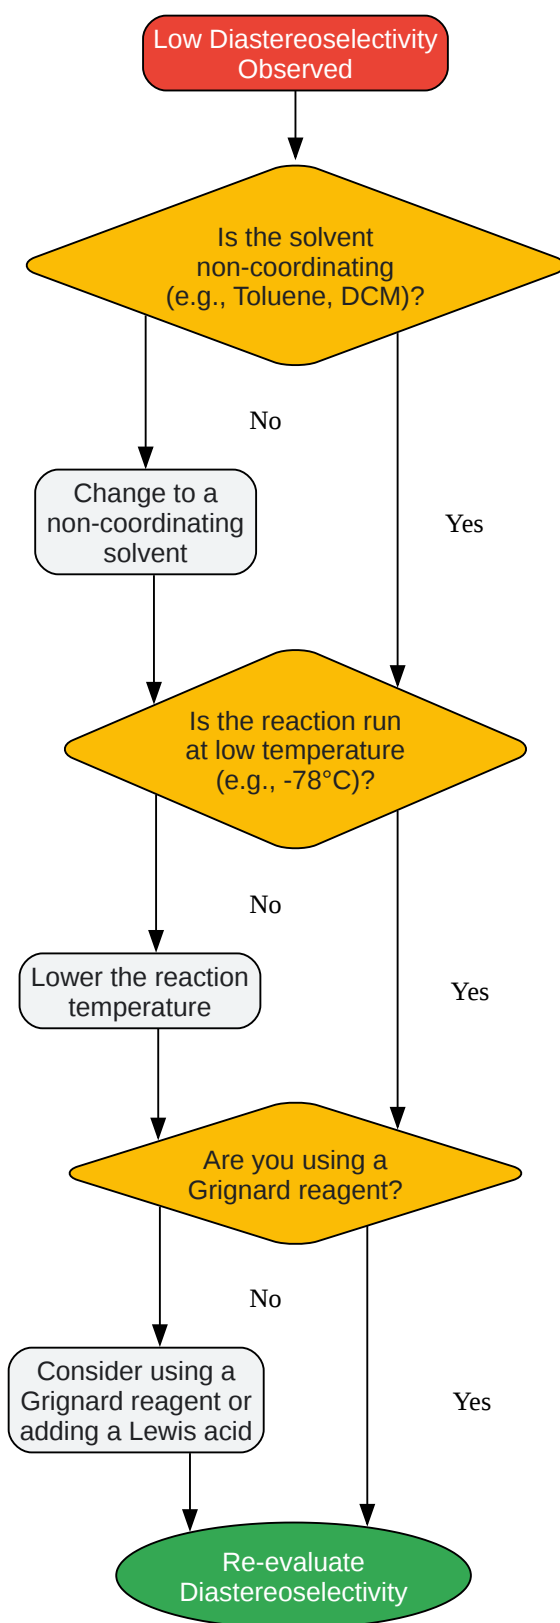 Low Diastereoselectivity
Observed
Is the solvent
non-coordinating
(e.g., Toluene, DCM)?
No
Change to a
non-coordinating
solvent
Yes
Is the reaction run
at low temperature
(e.g., -78°C)?
No
Lower the reaction
temperature
Yes
Are you using a
Grignard reagent?
No
Consider using a
Grignard reagent or
adding a Lewis acid
Yes
Re-evaluate
Diastereoselectivity